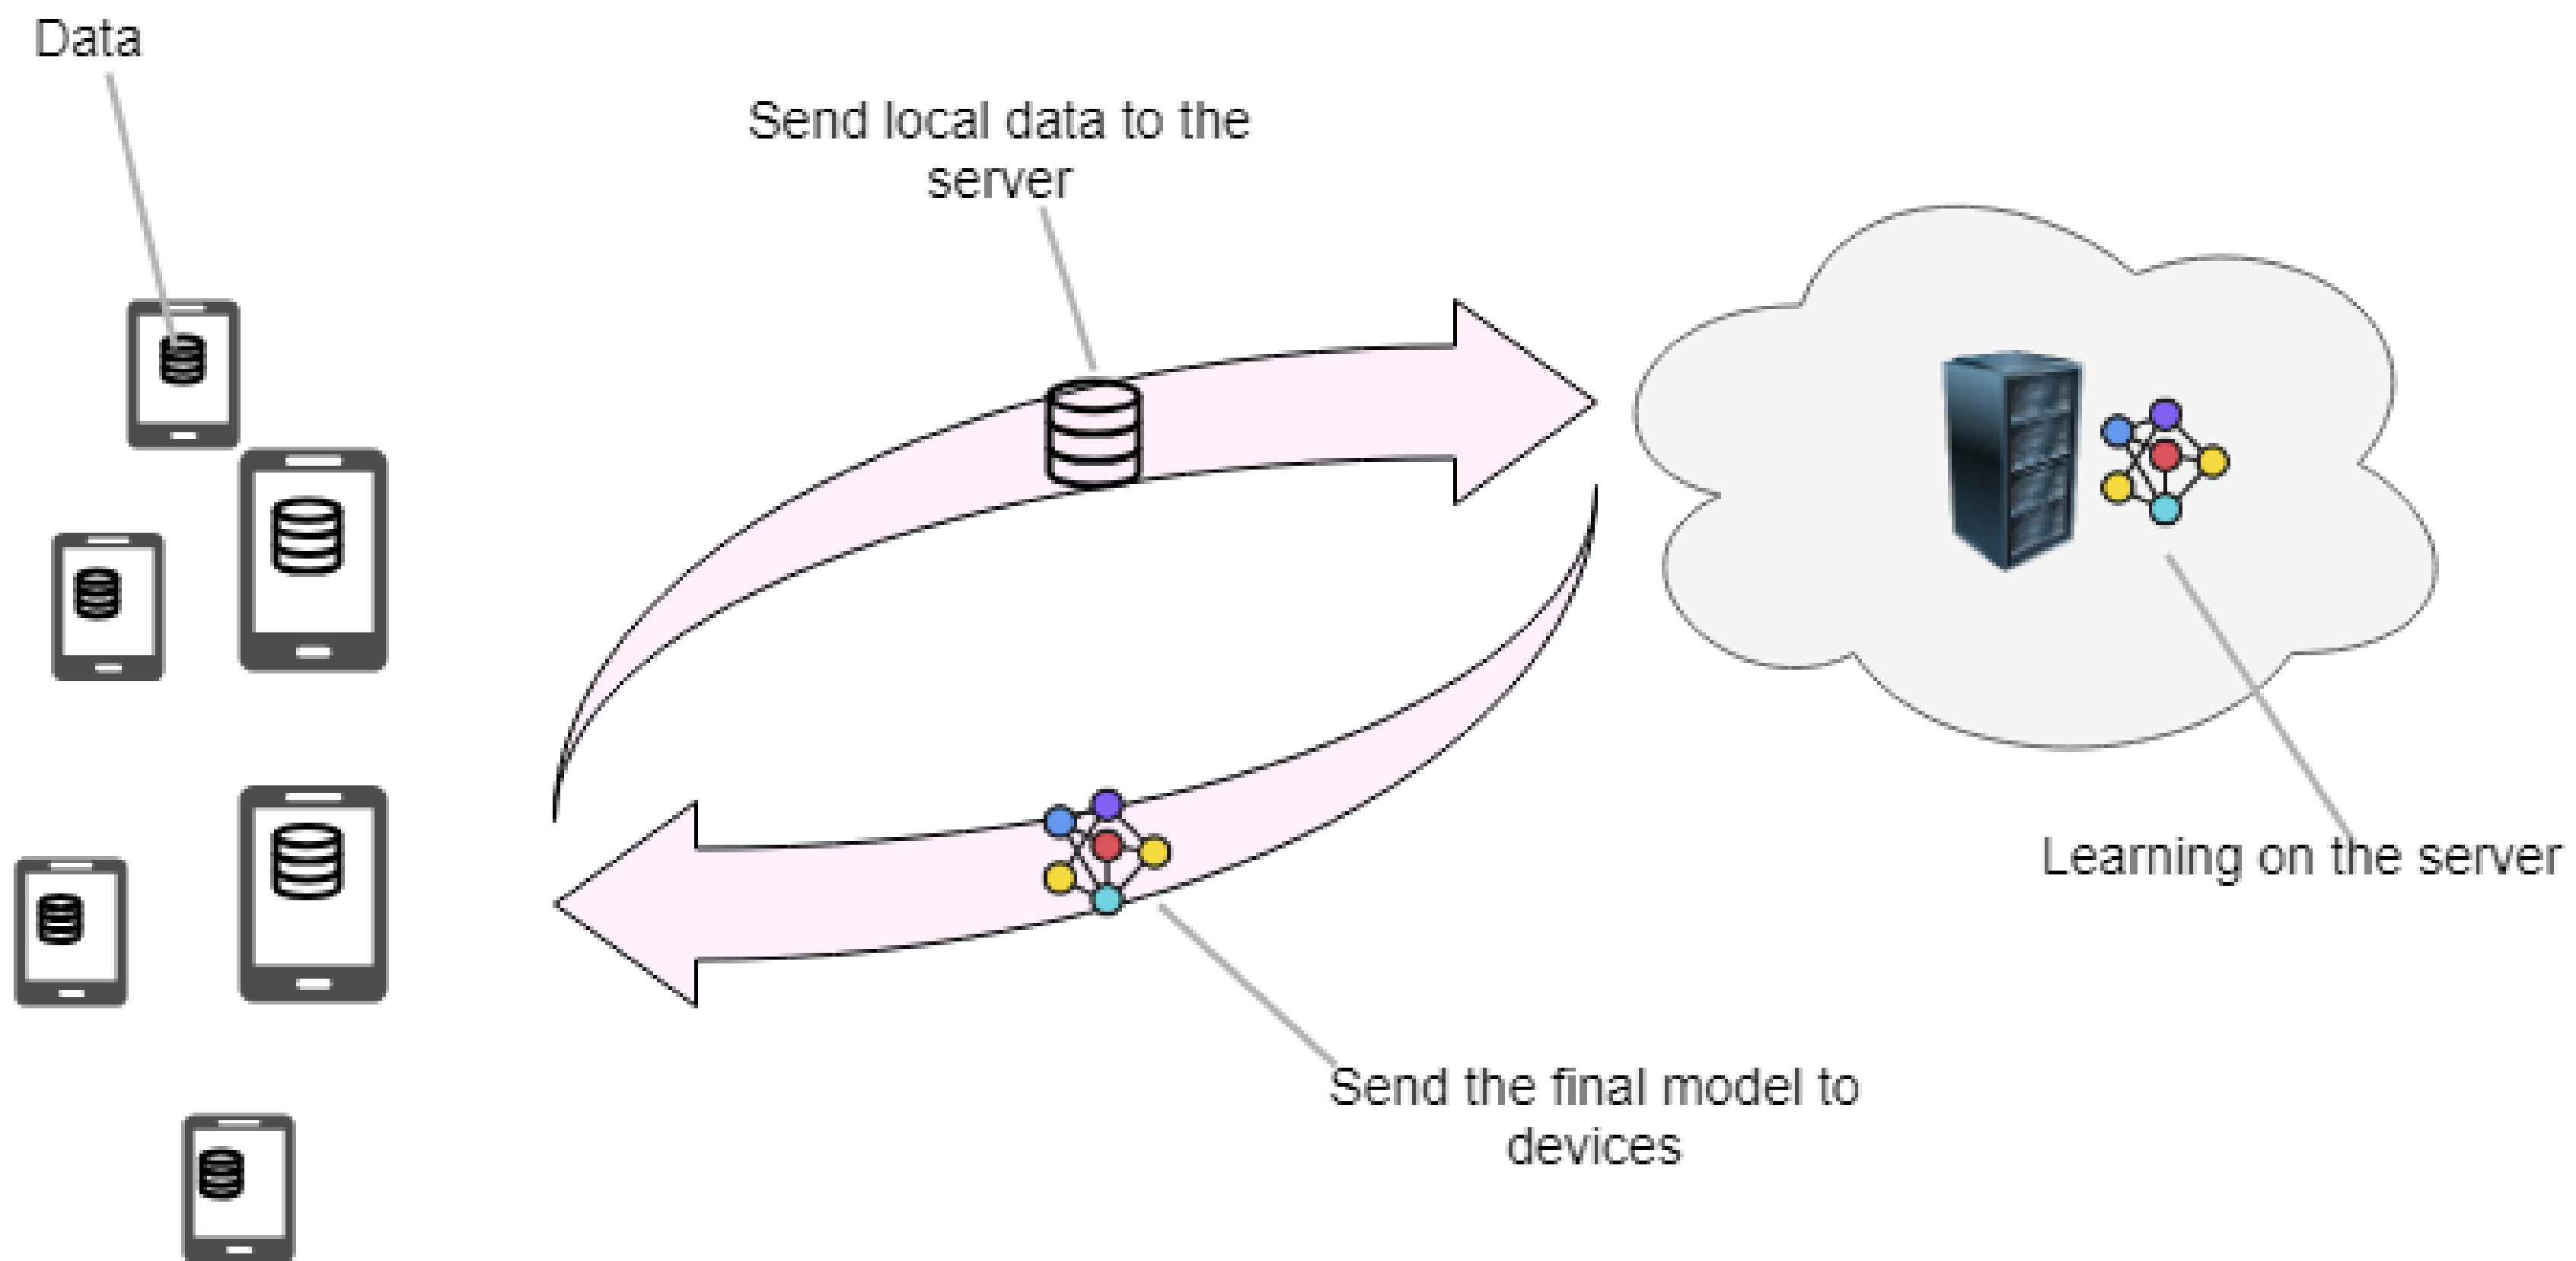 Data
Send local data to the
server
Learning on the server
Send the final model to
devices